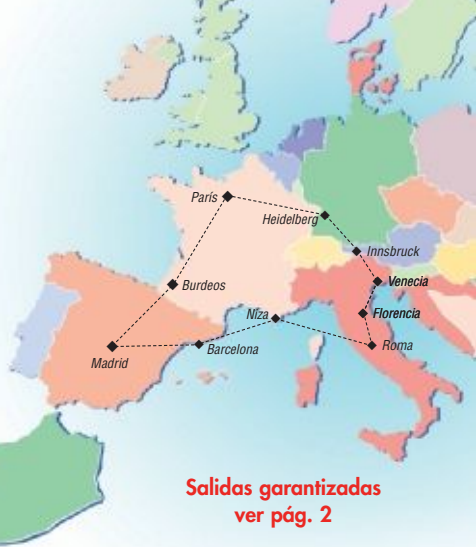 París
Heidelberg
Innsbruck
Venecia
Burdeos
Florencia
Niza
Roma
Barcelona
Madrid
Salidas garantizadas
ver pág. 2